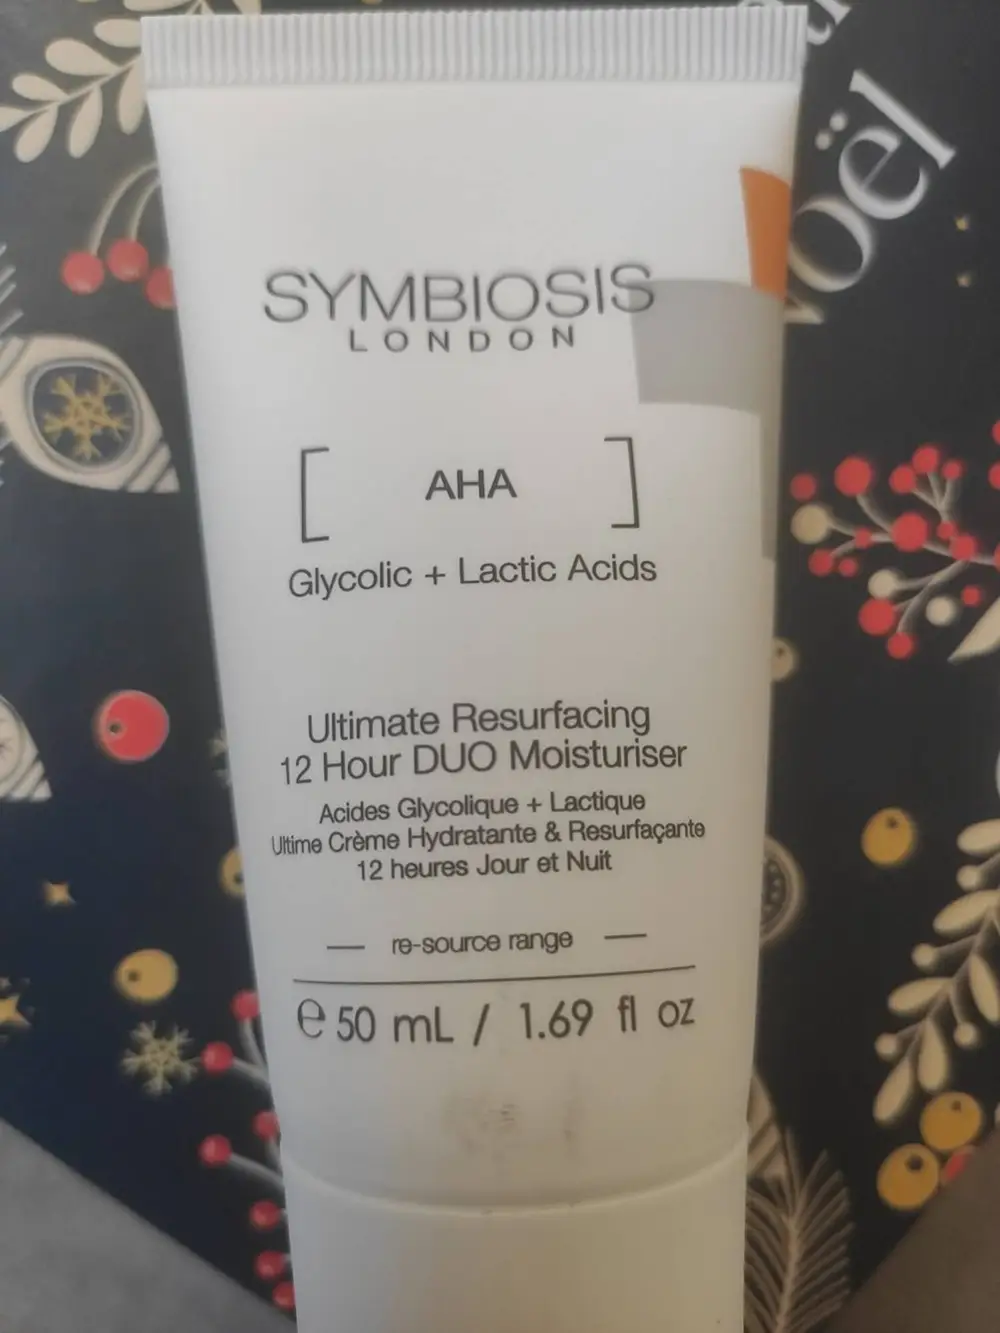 oël
SYMBIOSIS
LONDON
[ AHA ]
Glycolic + Lactic Acids
Ultimate Resurfacing
12 Hour DUO Moisturiser
Acides Glycolique + Lactique
Ultime Crème Hydratante & Resurfaçante
12 heures Jour et Nuit
— re-source range —
℮ 50 mL / 1.69 fl oz